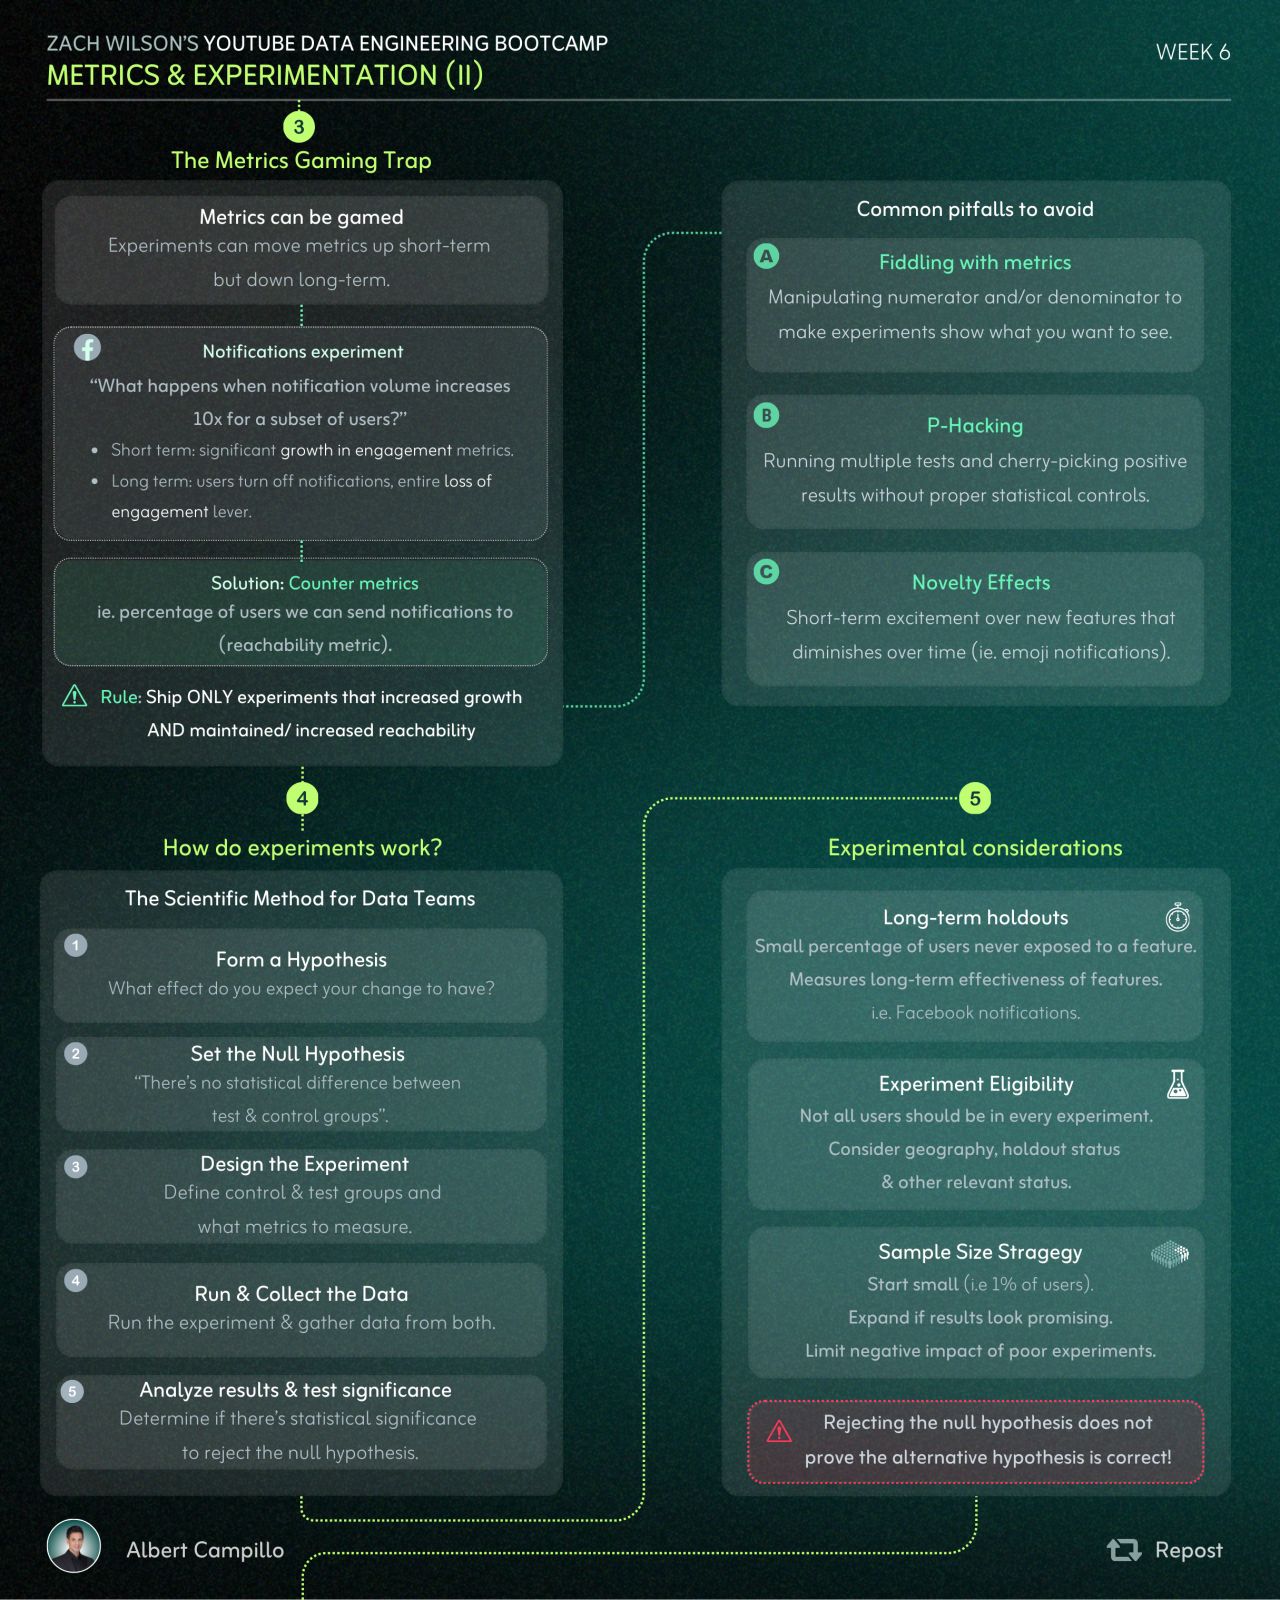 ZACH WILSON'S YOUTUBE DATA ENGINEERING BOOTCAMP
METRICS & EXPERIMENTATION (II)
WEEK 6
3
The Metrics Gaming Trap
Metrics can be gamed
Experiments can move metrics up short-term
but down long-term.
Notifications experiment
“What happens when notification volume increases
10x for a subset of users?”
• Short term: significant growth in engagement metrics.
• Long term: users turn off notifications, entire loss of
engagement lever.
Solution: Counter metrics
ie. percentage of users we can send notifications to
(reachability metric).
Rule: Ship ONLY experiments that increased growth
AND maintained/ increased reachability
Common pitfalls to avoid
A
Fiddling with metrics
Manipulating numerator and/or denominator to
make experiments show what you want to see.
B
P-Hacking
Running multiple tests and cherry-picking positive
results without proper statistical controls.
C
Novelty Effects
Short-term excitement over new features that
diminishes over time (ie. emoji notifications).
4
How do experiments work?
The Scientific Method for Data Teams
1
Form a Hypothesis
What effect do you expect your change to have?
2
Set the Null Hypothesis
“There's no statistical difference between
test & control groups”.
3
Design the Experiment
Define control & test groups and
what metrics to measure.
4
Run & Collect the Data
Run the experiment & gather data from both.
5
Analyze results & test significance
Determine if there's statistical significance
to reject the null hypothesis.
5
Experimental considerations
Long-term holdouts
Small percentage of users never exposed to a feature.
Measures long-term effectiveness of features.
i.e. Facebook notifications.
Experiment Eligibility
Not all users should be in every experiment.
Consider geography, holdout status
& other relevant status.
Sample Size Stragegy
Start small (i.e 1% of users).
Expand if results look promising.
Limit negative impact of poor experiments.
Rejecting the null hypothesis does not
prove the alternative hypothesis is correct!
Albert Campillo
Repost